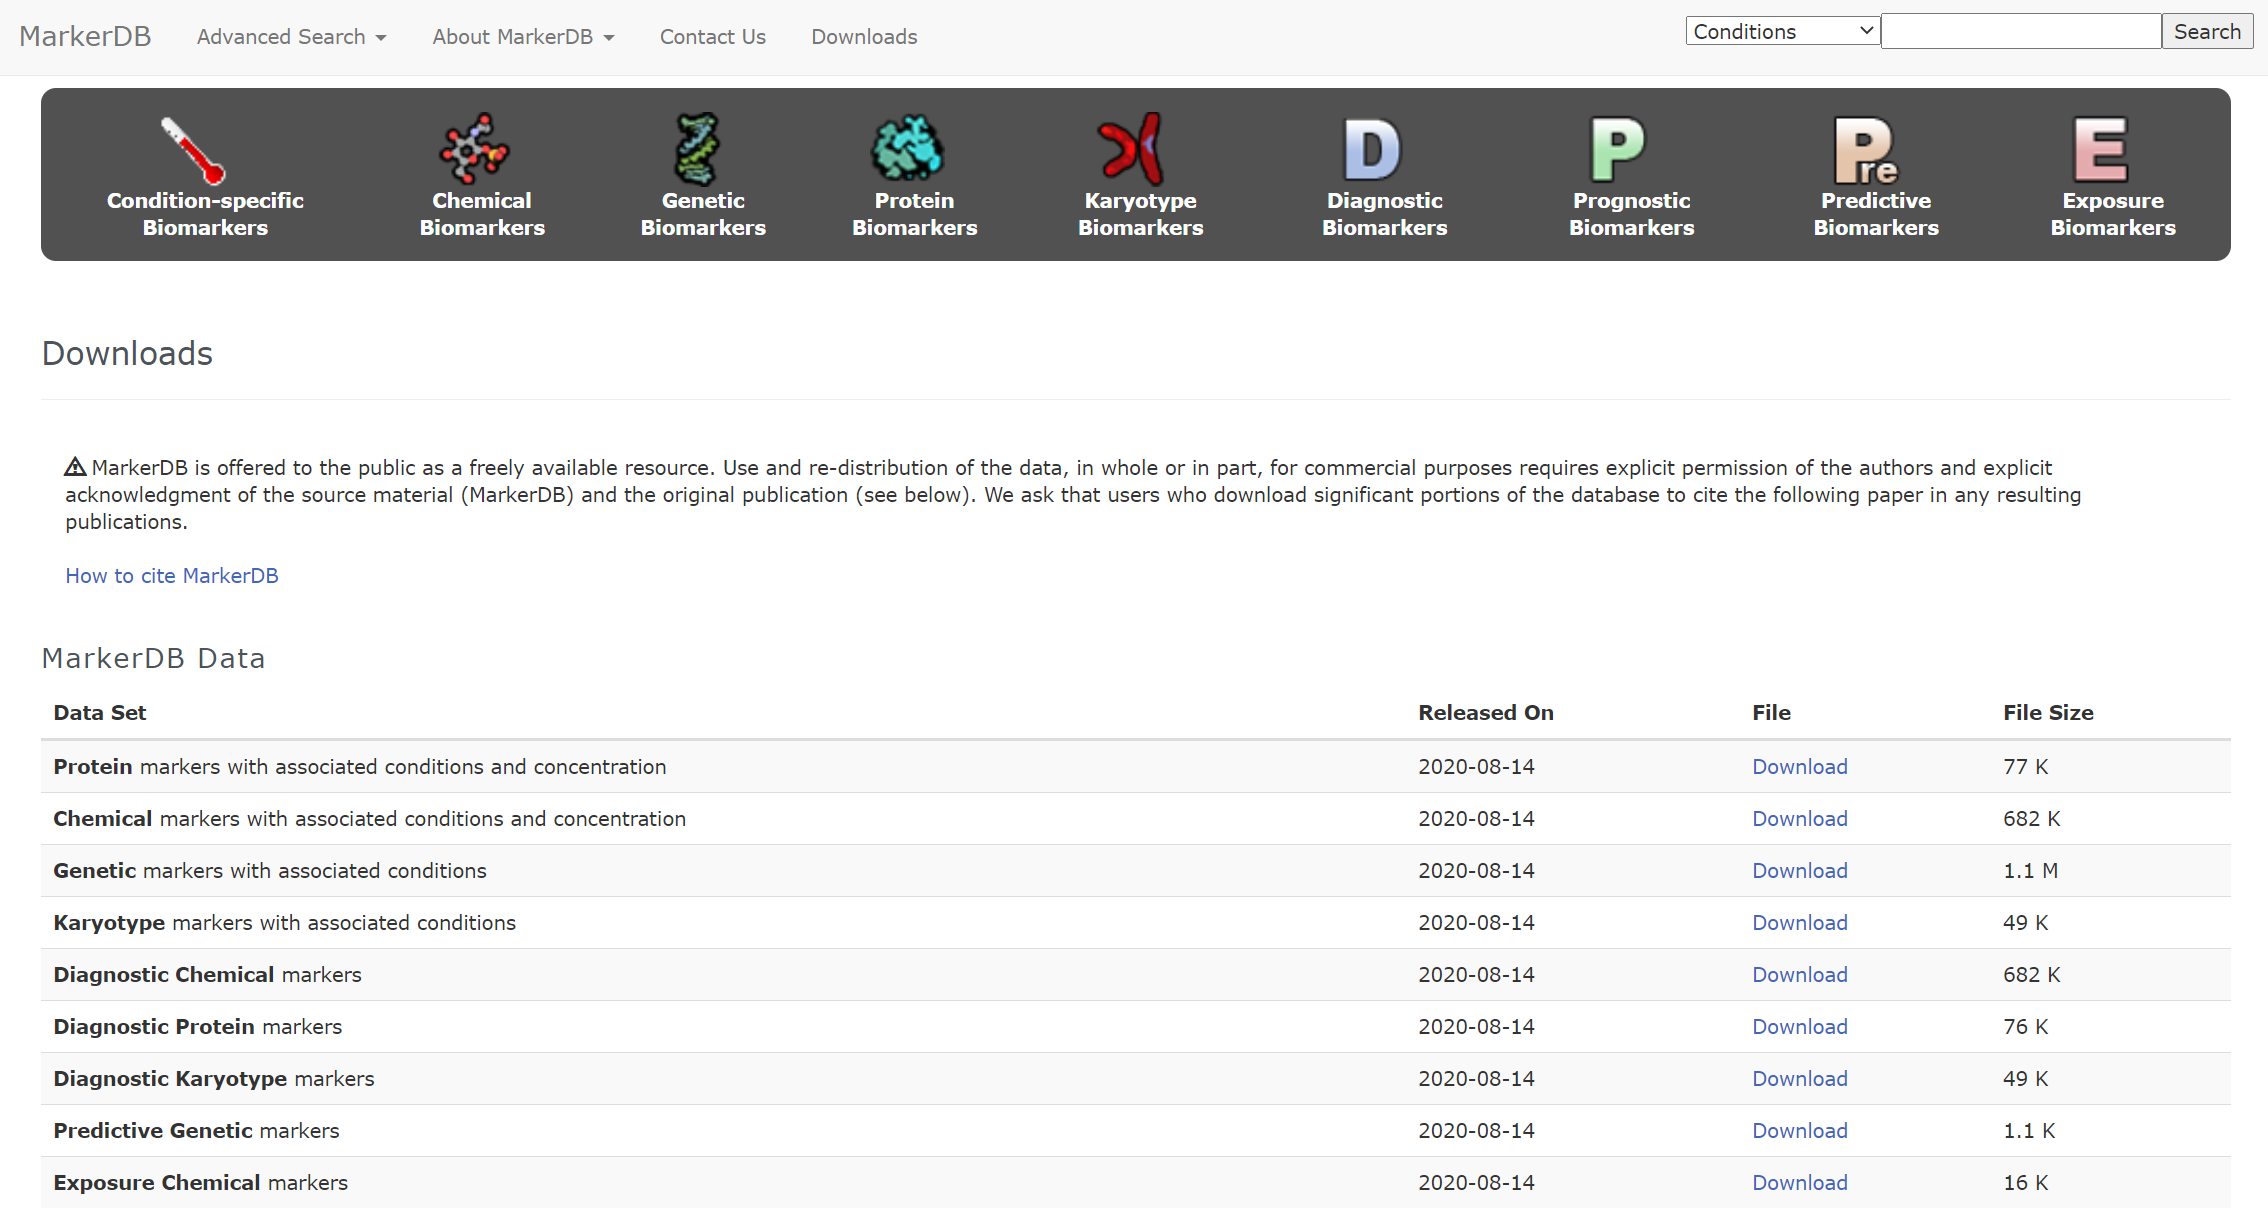 MarkerDB Advanced Search About MarkerDB Contact Us Downloads Conditions Search
Condition-specific Biomarkers
Chemical Biomarkers
Genetic Biomarkers
Protein Biomarkers
Karyotype Biomarkers
D
Diagnostic Biomarkers
P
Prognostic Biomarkers
Pre
Predictive Biomarkers
E
Exposure Biomarkers
Downloads
MarkerDB is offered to the public as a freely available resource. Use and re-distribution of the data, in whole or in part, for commercial purposes requires explicit permission of the authors and explicit
acknowledgment of the source material (MarkerDB) and the original publication (see below). We ask that users who download significant portions of the database to cite the following paper in any resulting
publications.
How to cite MarkerDB
MarkerDB Data
Data Set Released On File File Size
Protein markers with associated conditions and concentration 2020-08-14 Download 77 K
Chemical markers with associated conditions and concentration 2020-08-14 Download 682 K
Genetic markers with associated conditions 2020-08-14 Download 1.1 M
Karyotype markers with associated conditions 2020-08-14 Download 49 K
Diagnostic Chemical markers 2020-08-14 Download 682 K
Diagnostic Protein markers 2020-08-14 Download 76 K
Diagnostic Karyotype markers 2020-08-14 Download 49 K
Predictive Genetic markers 2020-08-14 Download 1.1 K
Exposure Chemical markers 2020-08-14 Download 16 K